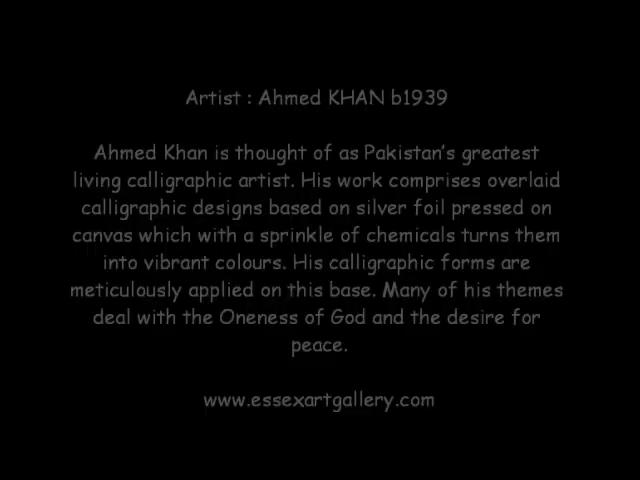 Artist : Ahmed KHAN b1939
Ahmed Khan is thought of as Pakistan's greatest
living calligraphic artist. His work comprises overlaid
calligraphic designs based on silver foil pressed on
canvas which with a sprinkle of chemicals turns them
into vibrant colours. His calligraphic forms are
meticulously applied on this base. Many of his themes
deal with the Oneness of God and the desire for
peace.
www.essexartgallery.com